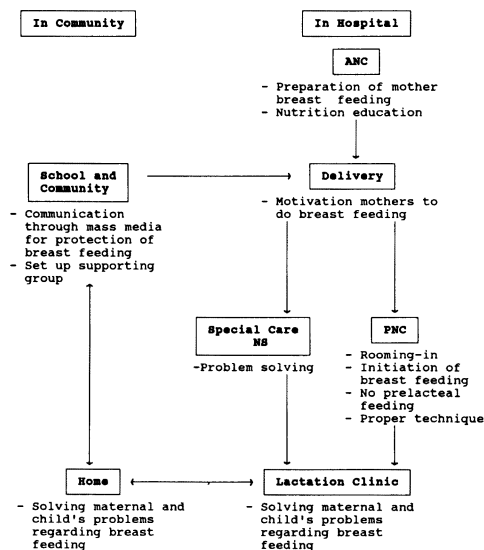 In Community
In Hospital
ANC
- Preparation of mother
breast feeding
- Nutrition education
School and
Community
Delivery
- Communication
through mass media
for protection of
breast feeding
- Set up supporting
group
- Motivation mothers to
do breast feeding
Special Care
NS
PNC
-Problem solving
- Rooming-in
- Initiation of
breast feeding
- No prelacteal
feeding
- Proper technique
Home
Lactation Clinic
- Solving maternal and
child's problems
regarding breast
feeding
- Solving maternal and
child's problems
regarding breast
feeding